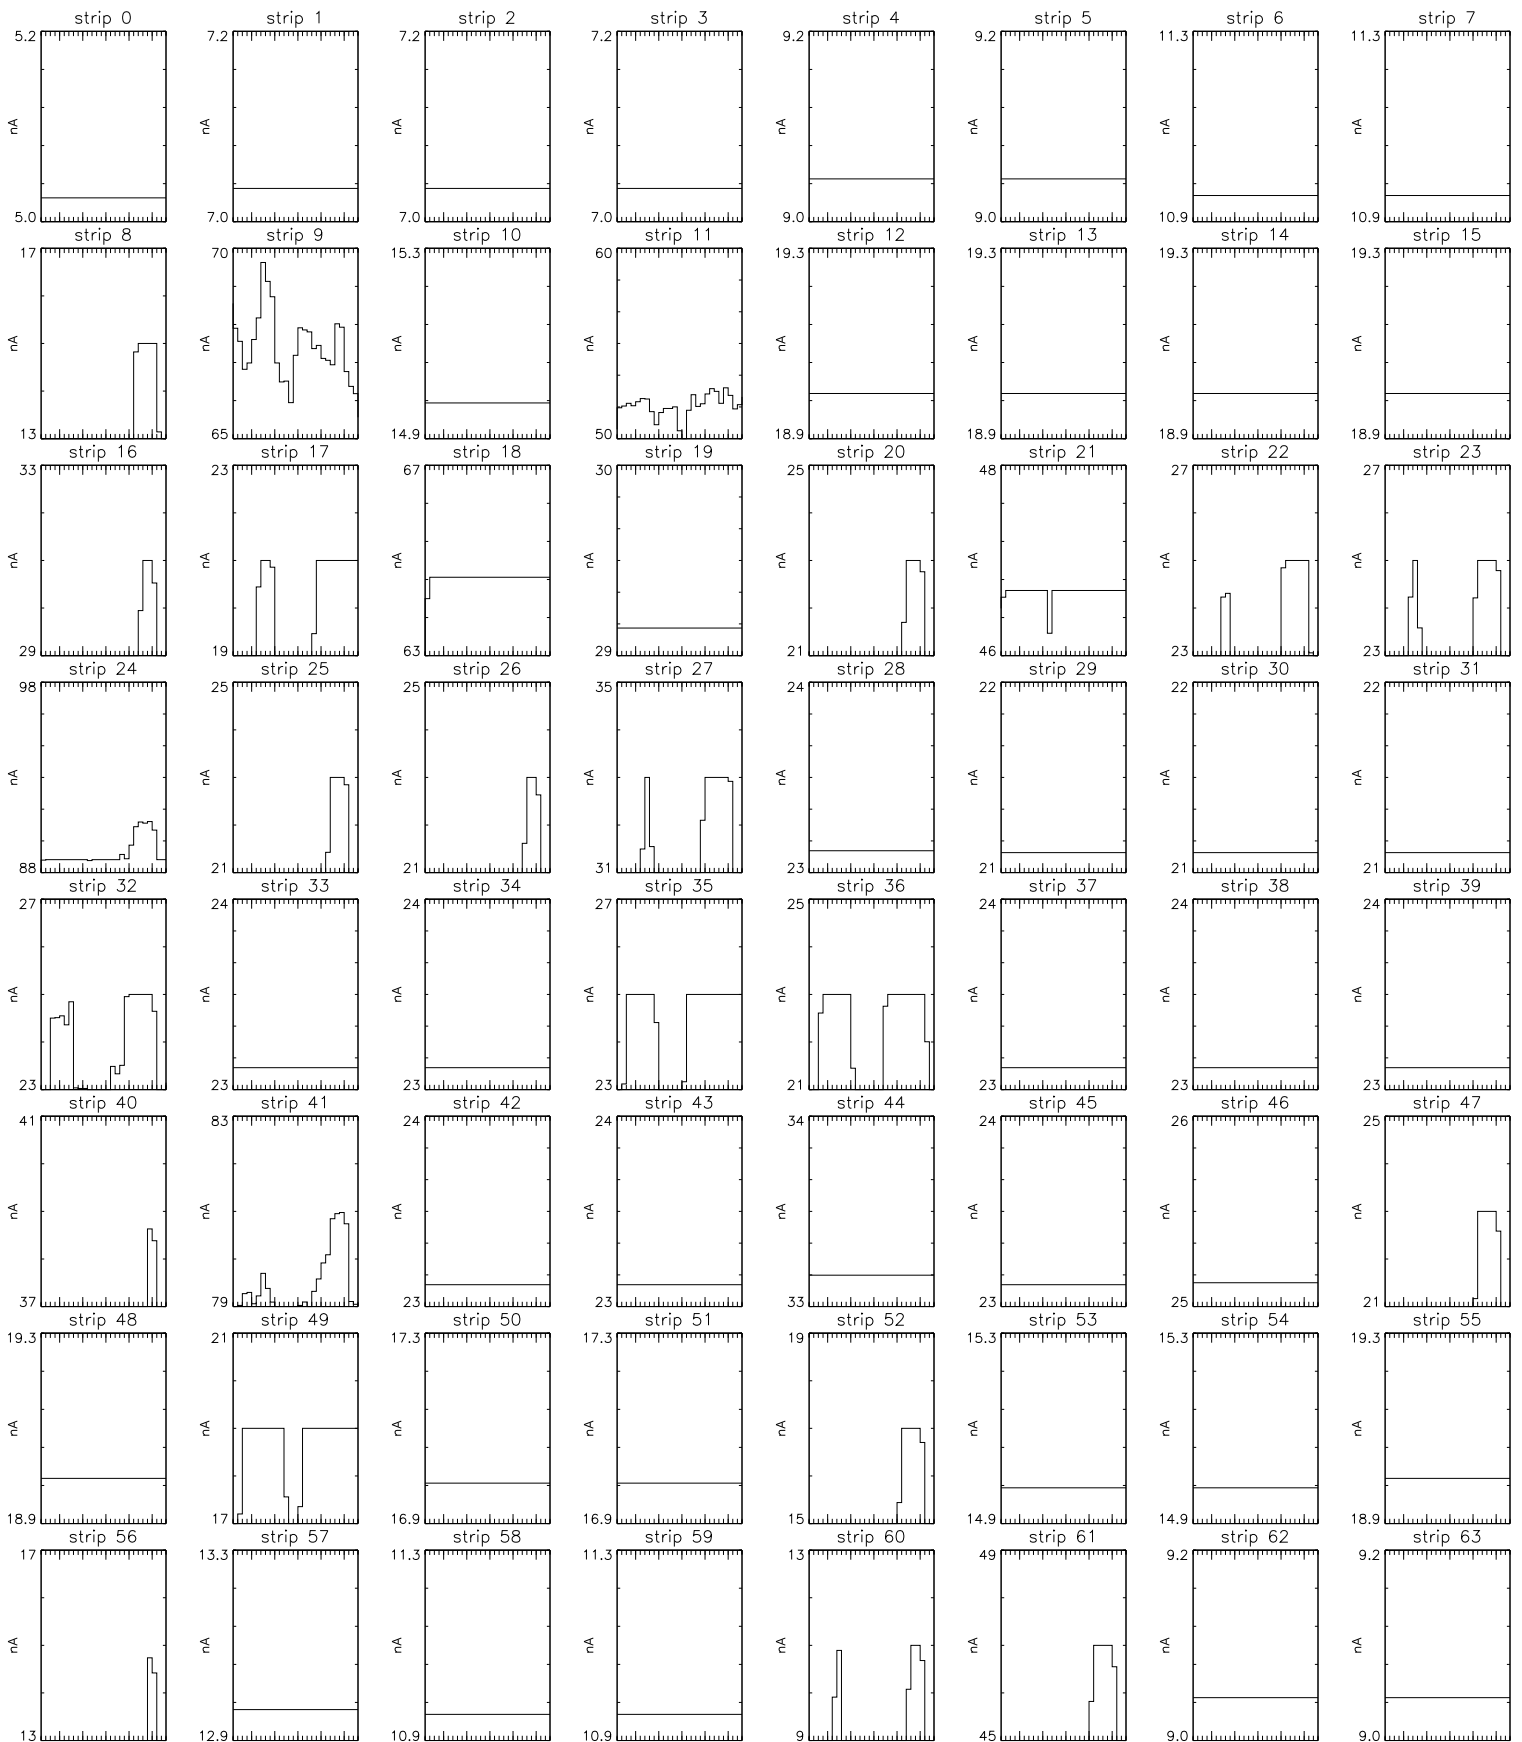 strip 0 strip 1 strip 2 strip 3 strip 4 strip 5 strip 6 strip 7
5.2 7.2 7.2 7.2 9.2 9.2 11.3 11.3
nA nA nA nA nA nA nA nA
5.0 7.0 7.0 7.0 9.0 9.0 10.9 10.9
strip 8 strip 9 strip 10 strip 11 strip 12 strip 13 strip 14 strip 15
17 70 15.3 60 19.3 19.3 19.3 19.3
nA nA nA nA nA nA nA nA
13 65 14.9 50 18.9 18.9 18.9 18.9
strip 16 strip 17 strip 18 strip 19 strip 20 strip 21 strip 22 strip 23
33 23 67 30 25 48 27 27
nA nA nA nA nA nA nA nA
29 19 63 29 21 46 23 23
strip 24 strip 25 strip 26 strip 27 strip 28 strip 29 strip 30 strip 31
98 25 25 35 24 22 22 22
nA nA nA nA nA nA nA nA
88 21 21 31 23 21 21 21
strip 32 strip 33 strip 34 strip 35 strip 36 strip 37 strip 38 strip 39
27 24 24 27 25 24 24 24
nA nA nA nA nA nA nA nA
23 23 23 23 21 23 23 23
strip 40 strip 41 strip 42 strip 43 strip 44 strip 45 strip 46 strip 47
41 83 24 24 34 24 26 25
nA nA nA nA nA nA nA nA
37 79 23 23 33 23 25 21
strip 48 strip 49 strip 50 strip 51 strip 52 strip 53 strip 54 strip 55
19.3 21 17.3 17.3 19 15.3 15.3 19.3
nA nA nA nA nA nA nA nA
18.9 17 16.9 16.9 15 14.9 14.9 18.9
strip 56 strip 57 strip 58 strip 59 strip 60 strip 61 strip 62 strip 63
17 13.3 11.3 11.3 13 49 9.2 9.2
nA nA nA nA nA nA nA nA
13 12.9 10.9 10.9 9 45 9.0 9.0